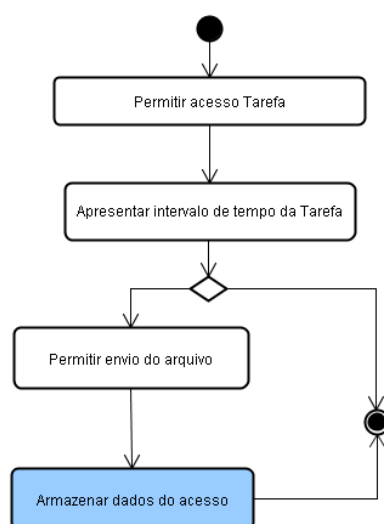 Permitir acesso Tarefa
Apresentar intervalo de tempo da Tarefa
Permitir envio do arquivo
Armazenar dados do acesso